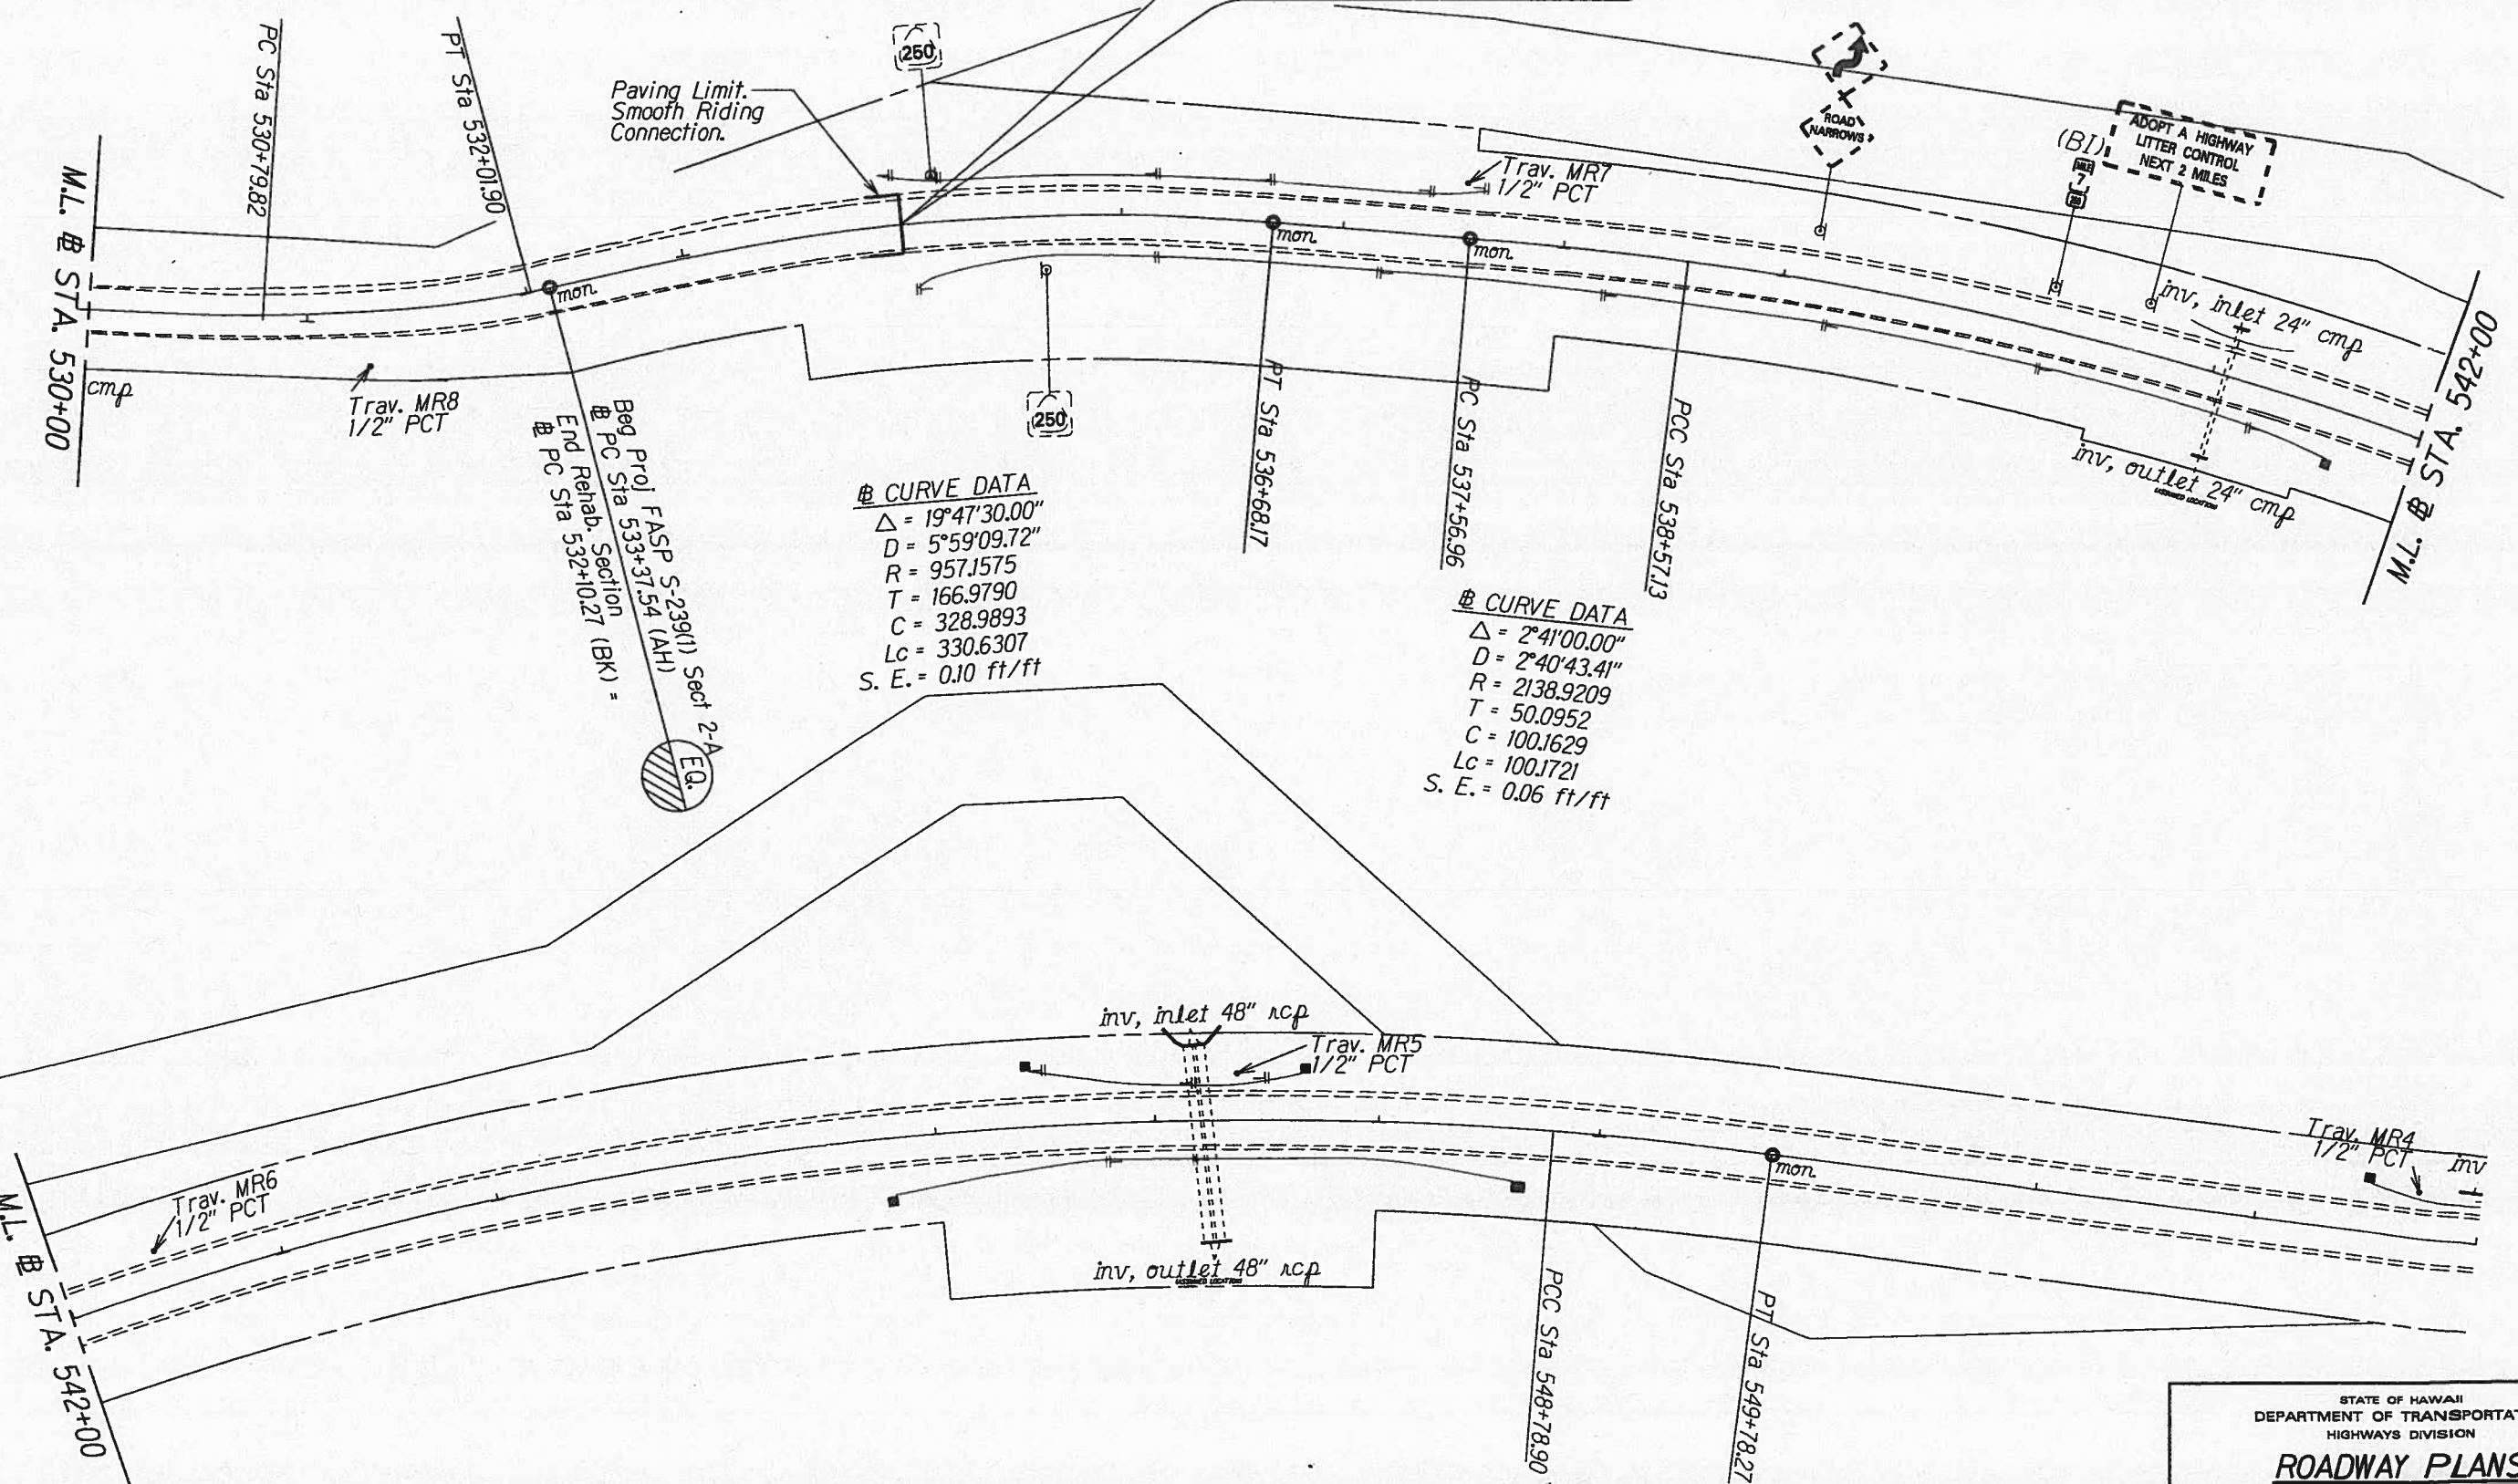 PC Sta 530+79.82
PT Sta 532+01.90
M.L. ⅊ STA. 530+00
cmp
Trav. MR8
1/2" PCT
Paving Limit.
Smooth Riding
Connection.
250
mon.
250
mon.
mon.
Trav. MR7
1/2" PCT
ROAD
NARROWS
(BI)
MILE
7
ADOPT A HIGHWAY
LITTER CONTROL
NEXT 2 MILES
inv, inlet 24" cmp
inv, outlet 24" cmp
M.L. ⅊ STA. 542+00
Beg Proj FASP S-239(1) Sect 2-A
⅊ PC Sta 533+37.54 (AH)
End Rehab. Section
⅊ PC Sta 532+10.27 (BK) =
EQ.
PT Sta 536+68.17
PC Sta 537+56.96
PCC Sta 538+57.13
⅊ CURVE DATA
Δ = 19°47'30.00"
D = 5°59'09.72"
R = 957.1575
T = 166.9790
C = 328.9893
Lc = 330.6307
S. E. = 0.10 ft/ft
⅊ CURVE DATA
Δ = 2°41'00.00"
D = 2°40'43.41"
R = 2138.9209
T = 50.0952
C = 100.1629
Lc = 100.1721
S. E. = 0.06 ft/ft
M.L. ⅊ STA. 542+00
Trav. MR6
1/2" PCT
inv, inlet 48" rcp
Trav. MR5
1/2" PCT
inv, outlet 48" rcp
mon.
PCC Sta 548+78.90
PT Sta 549+78.27
Trav. MR4
1/2" PCT
inv
STATE OF HAWAII
DEPARTMENT OF TRANSPORTAT
HIGHWAYS DIVISION
ROADWAY PLANS